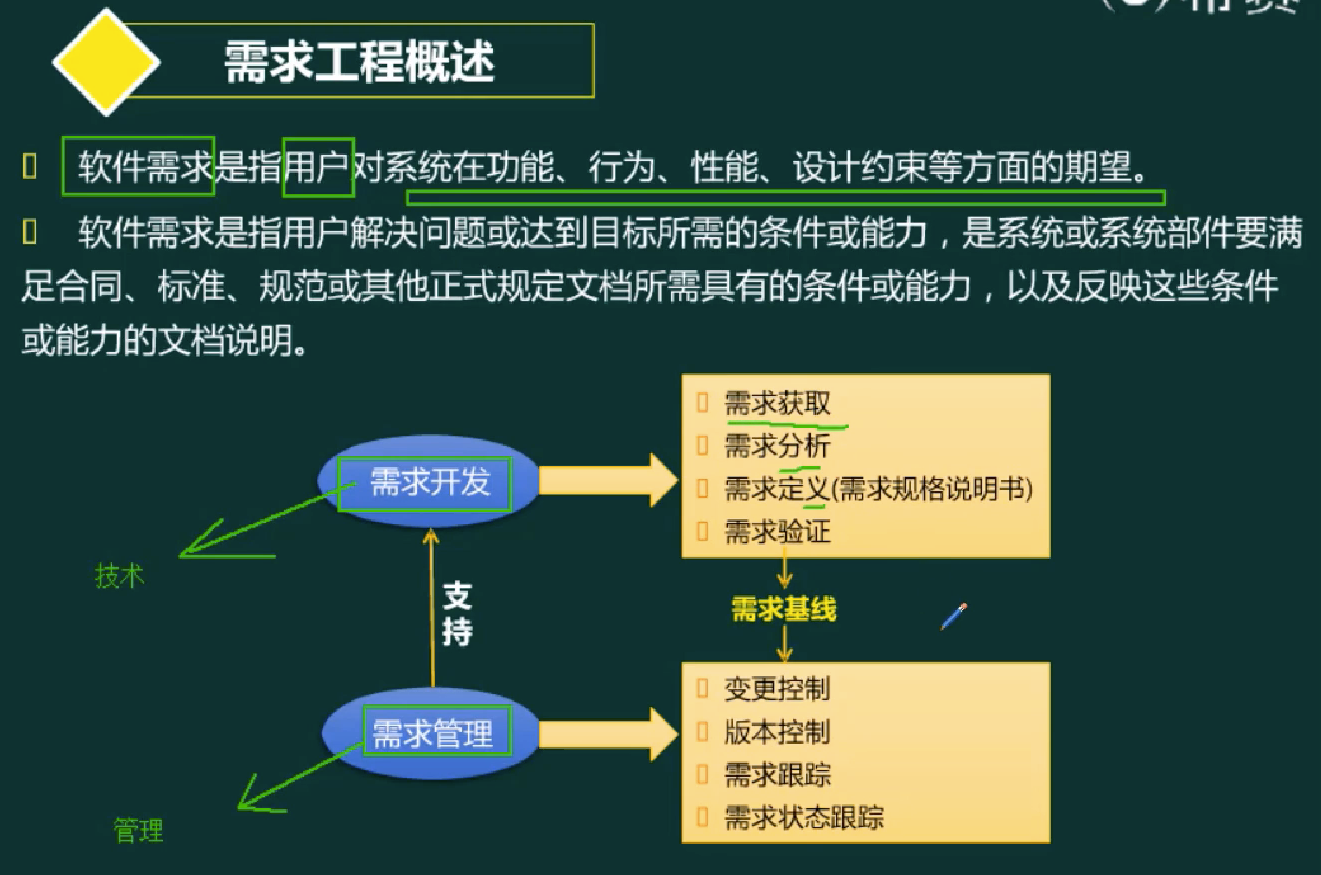 需求工程概述
软件需求是指用户对系统在功能、行为、性能、设计约束等方面的期望。
软件需求是指用户解决问题或达到目标所需的条件或能力，是系统或系统部件要满
足合同、标准、规范或其他正式规定文档所需具有的条件或能力，以及反映这些条件
或能力的文档说明。
需求获取
需求分析
需求开发
需求定义(需求规格说明书)
需求验证
技术
支
持
需求基线
变更控制
需求管理
版本控制
需求跟踪
需求状态跟踪
管理